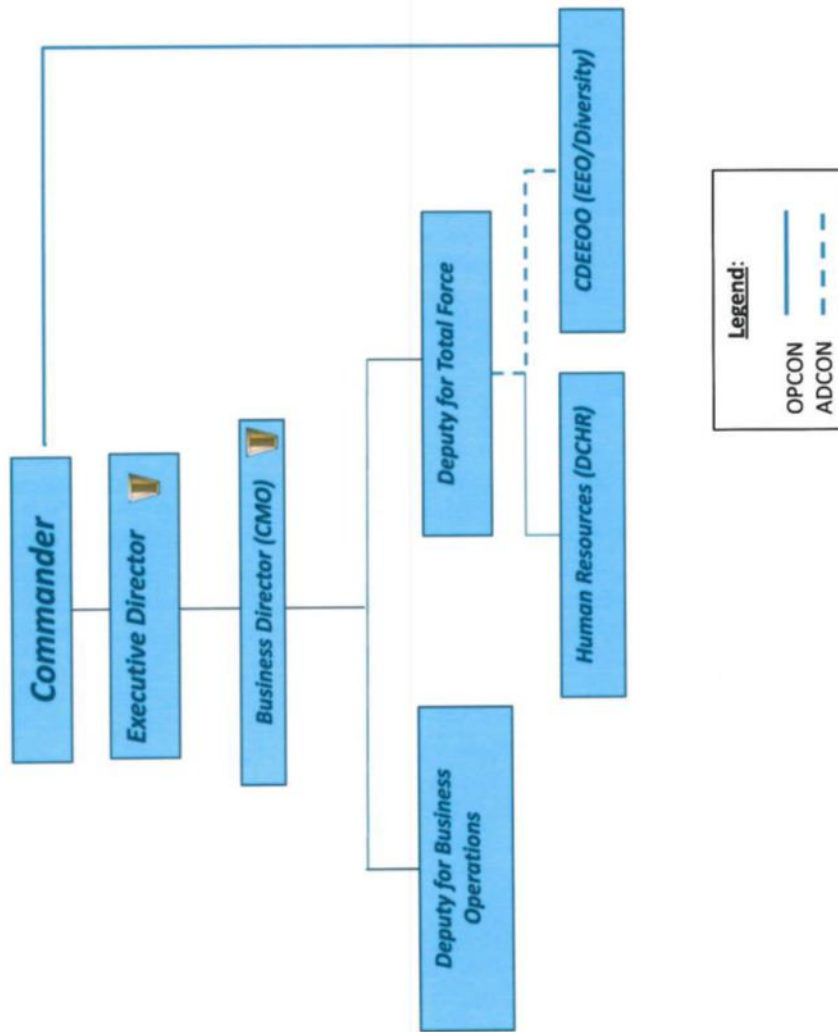 Commander
Executive Director
Business Director (CMO)
Deputy for Business
Operations
Deputy for Total Force
Human Resources (DCHR)
CDEEOO (EEO/Diversity)
Legend:
OPCON
ADCON